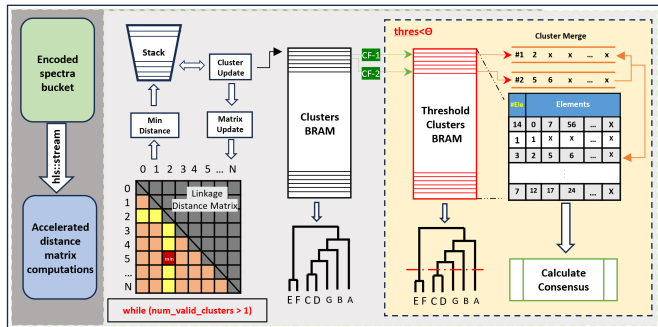 Encoded
spectra
bucket
hls::stream
Accelerated
distance
matrix
computations
Stack
Cluster
Update
Min
Distance
Matrix
Update
0 1 2 3 4 5 ... N
0
1
2
3
4
5
...
N
Linkage
Distance Matrix
min
while (num_valid_clusters > 1)
Clusters
BRAM
CF-1
CF-2
E F C D G B A
thres<Θ
Threshold
Clusters
BRAM
E F C D G B A
Cluster Merge
#1 2 x x ... x
#2 5 6 x ... x
#Ele Elements
14 0 7 56 ... X
1 1 x x ... X
3 2 5 6 ... X
:
7 12 17 24 ... X
Calculate
Consensus